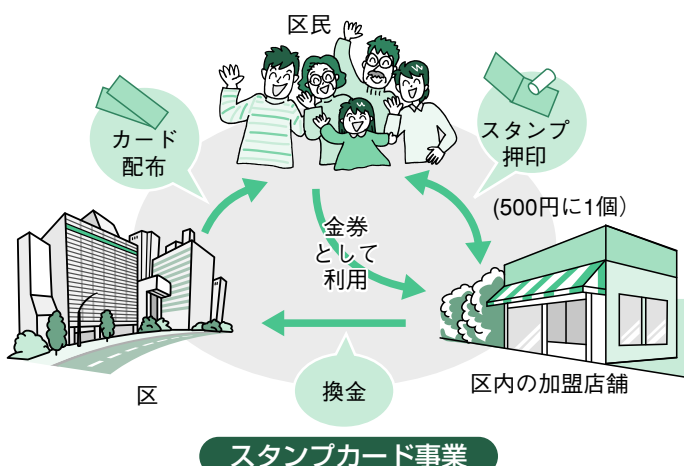 区民
カード
配布
スタンプ
押印
(500円に1個)
金券
として
利用
区
換金
区内の加盟店舗
スタンプカード事業